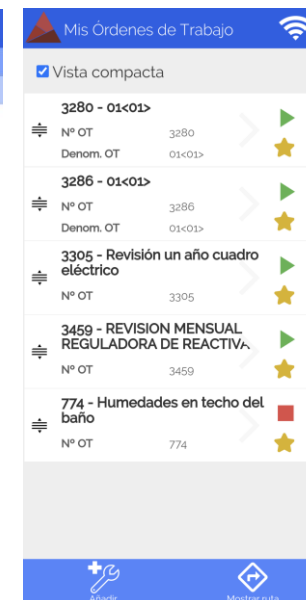 Mis Órdenes de Trabajo
Vista compacta
3280 - 01<01>
Nº OT 3280
Denom. OT 01<01>
3286 - 01<01>
Nº OT 3286
Denom. OT 01<01>
3305 - Revisión un año cuadro
eléctrico
Nº OT 3305
3459 - REVISION MENSUAL
REGULADORA DE REACTIVA
Nº OT 3459
774 - Humedades en techo del
baño
Nº OT 774
Añadir Mostrar ruta